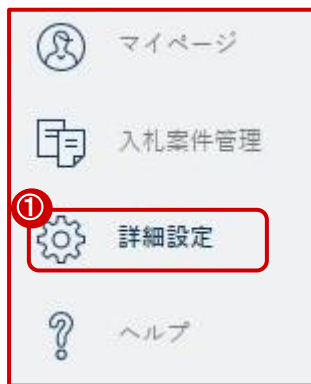 マイページ
入札案件管理
①
詳細設定
ヘルプ